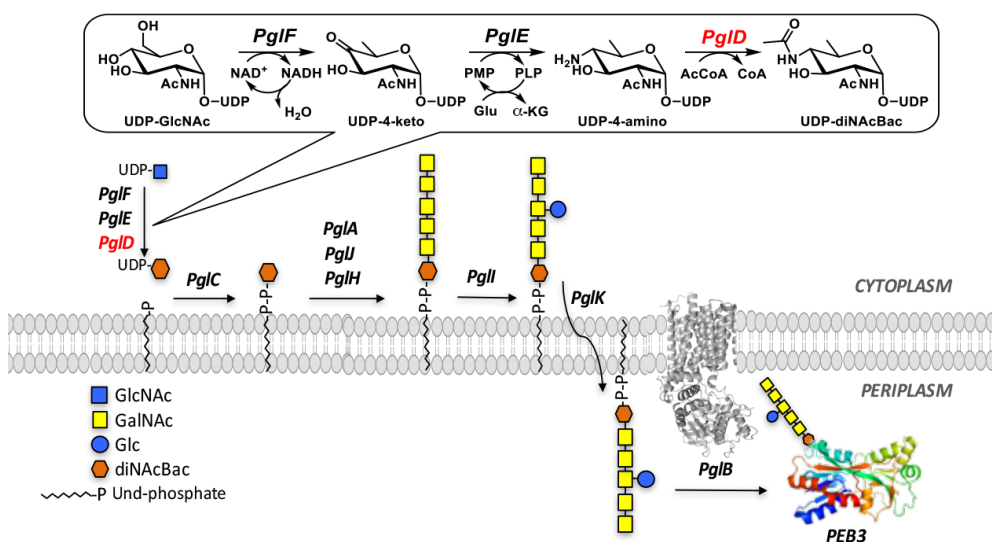 PglF
PglE
PglD
OH
HO
O
HO
AcNH
O-UDP
NAD⁺ NADH
H₂O
O
O
HO
AcNH
O-UDP
PMP PLP
Glu α-KG
H₂N
O
HO
AcNH
O-UDP
AcCoA CoA
O
HN
O
HO
AcNH
O-UDP
UDP-GlcNAc
UDP-4-keto
UDP-4-amino
UDP-diNAcBac
UDP-
PglF
PglE
PglD
UDP-
P
PglC
P-P-
PglA
PglJ
PglH
P-P-
PglI
P-P-
PglK
CYTOPLASM
PERIPLASM
P-P-
GlcNAc
GalNAc
Glc
diNAcBac
P Und-phosphate
PglB
PEB3